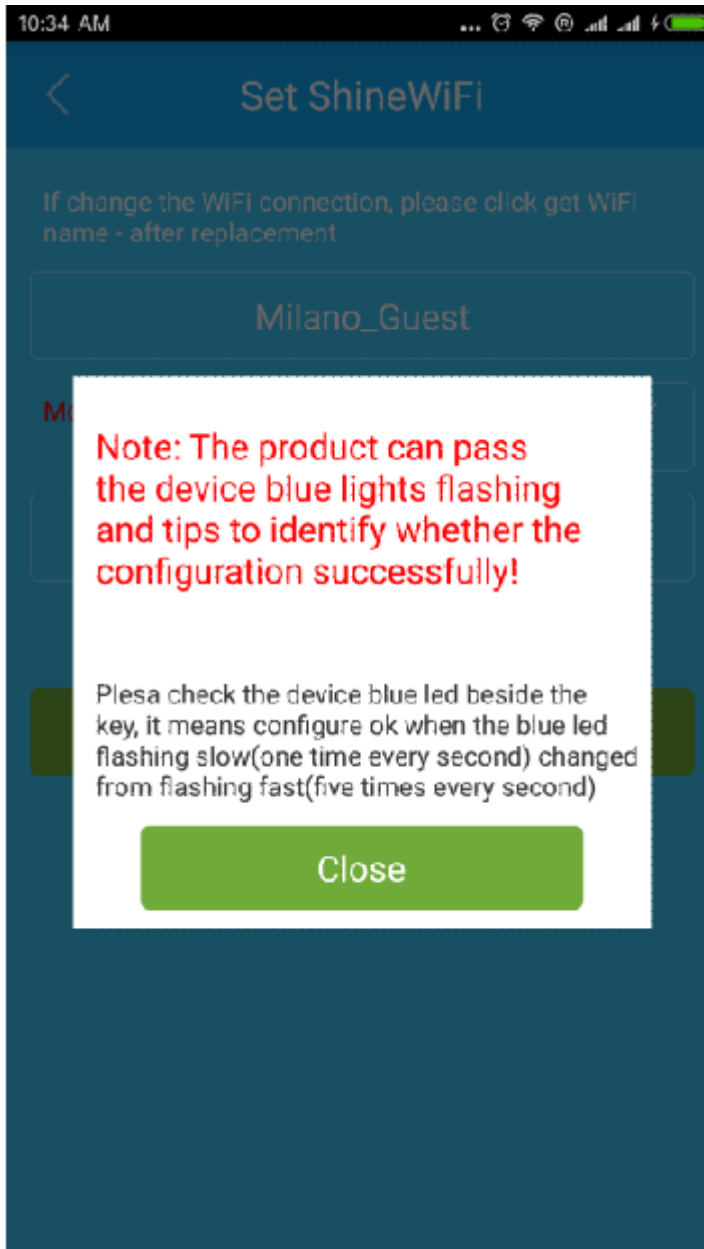 10:34 AM
Set ShineWiFi
If change the WiFi connection, please click get WiFi
name - after replacement
Milano_Guest
Note: The product can pass
the device blue lights flashing
and tips to identify whether the
configuration successfully!
Plesa check the device blue led beside the
key, it means configure ok when the blue led
flashing slow(one time every second) changed
from flashing fast(five times every second)
Close